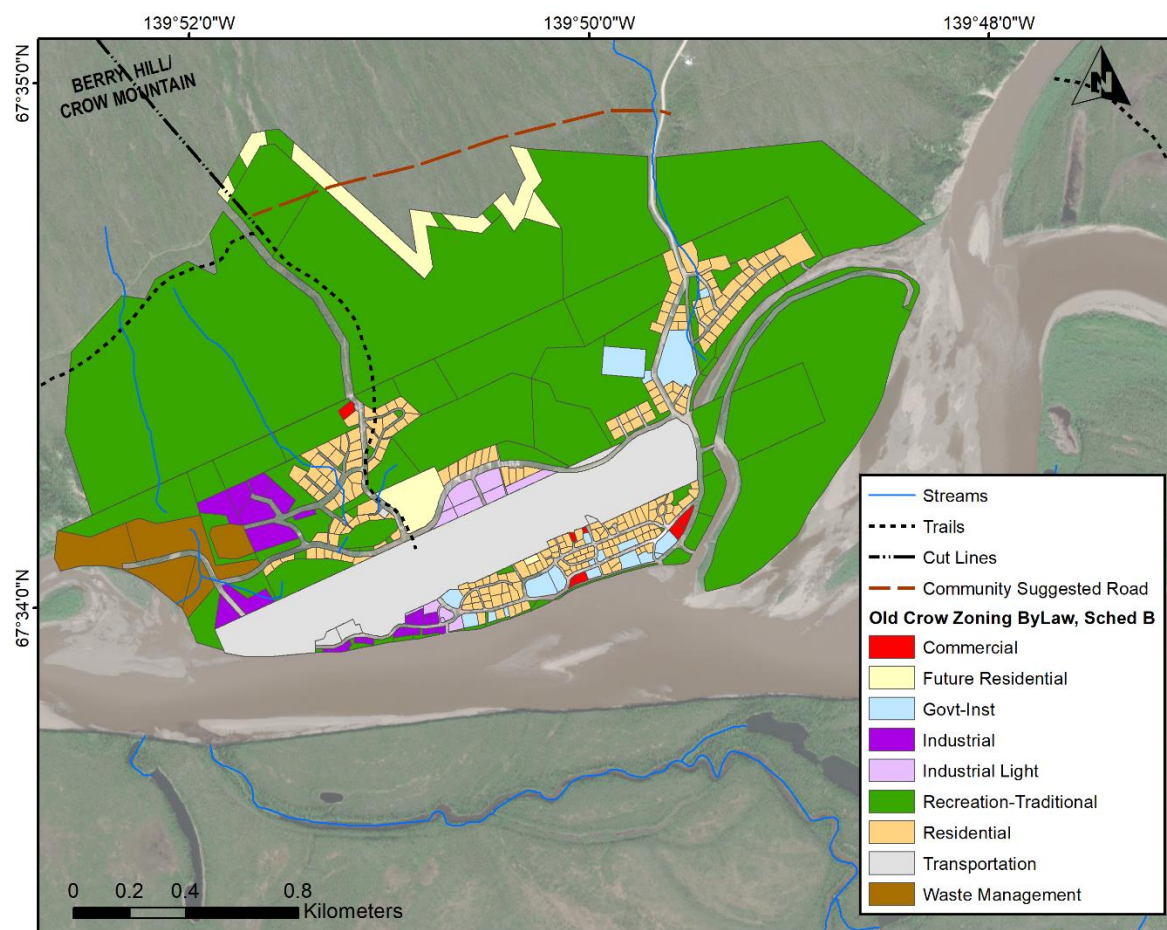 139°52'0"W 139°50'0"W 139°48'0"W
67°35'0"N
67°34'0"N
BERRY HILL/
CROW MOUNTAIN
N
Streams
Trails
Cut Lines
Community Suggested Road
Old Crow Zoning ByLaw, Sched B
Commercial
Future Residential
Govt-Inst
Industrial
Industrial Light
Recreation-Traditional
Residential
Transportation
Waste Management
0 0.2 0.4 0.8
Kilometers